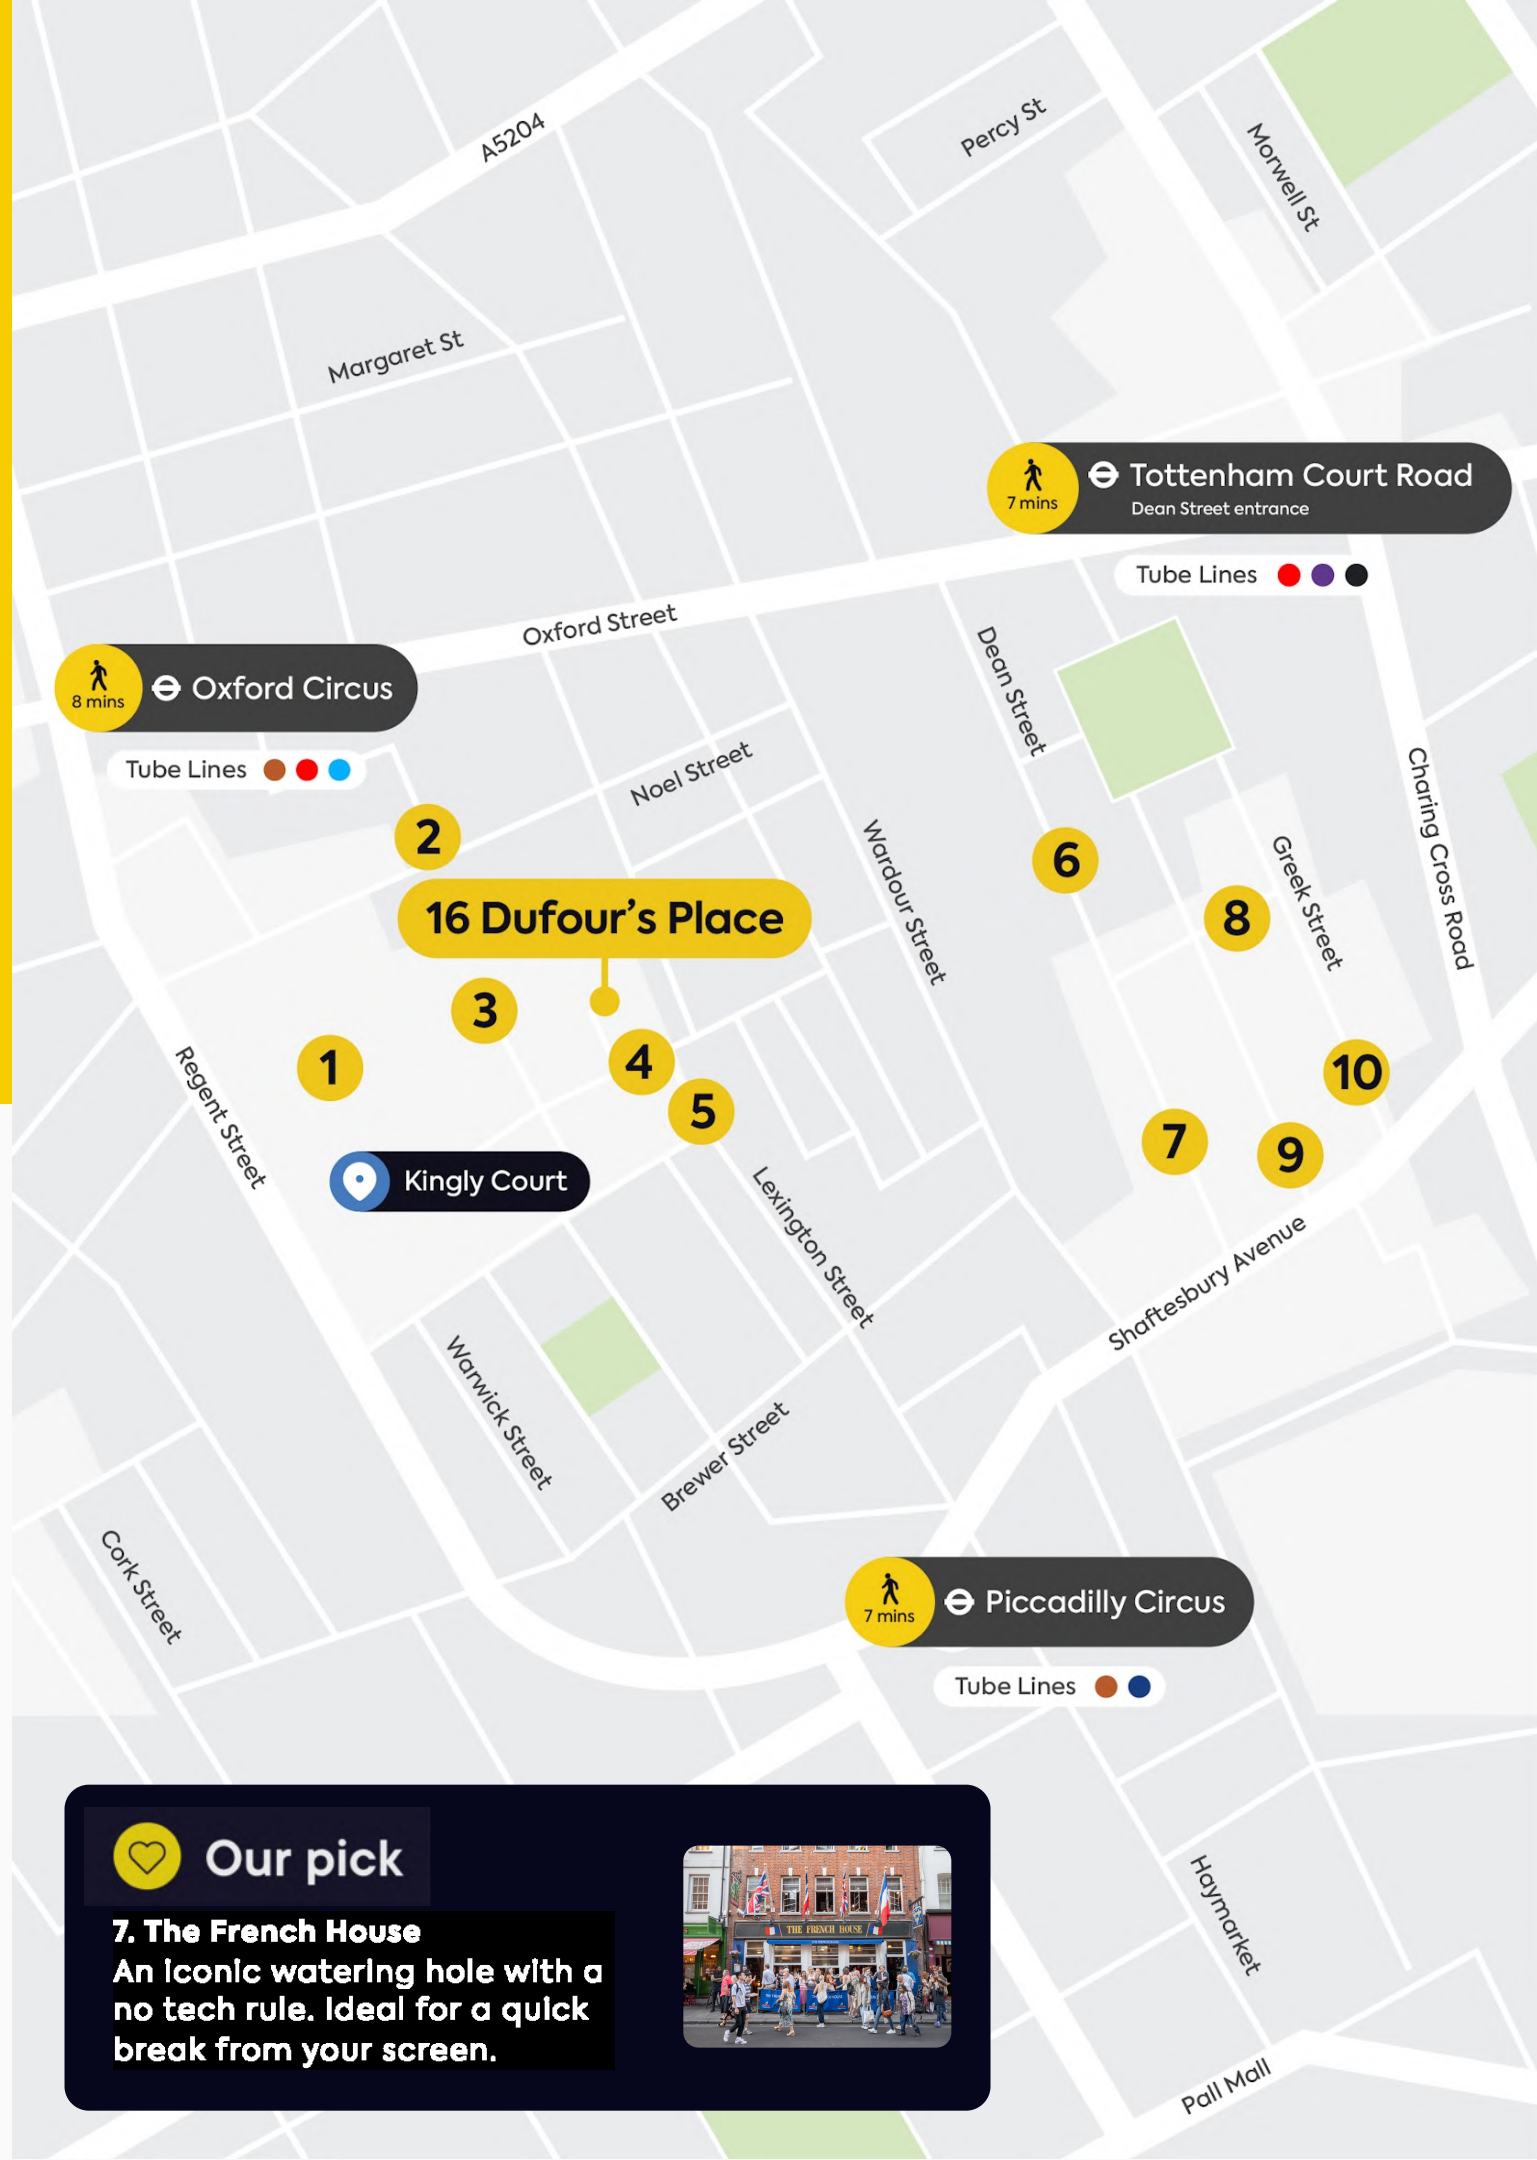 A5204
Percy St
Morwell St
Margaret St
7 mins
Tottenham Court Road
Dean Street entrance
Tube Lines
Oxford Street
Dean Street
8 mins
Oxford Circus
Tube Lines
Noel Street
Charing Cross Road
2
Wardour Street
6
Greek Street
16 Dufour’s Place
8
3
1
4
10
5
Regent Street
7
9
Kingly Court
Lexington Street
Shaftesbury Avenue
Warwick Street
Brewer Street
Cork Street
7 mins
Piccadilly Circus
Tube Lines
Our pick
7. The French House
An iconic watering hole with a
no tech rule. Ideal for a quick
break from your screen.
THE FRENCH HOUSE
Haymarket
Pall Mall